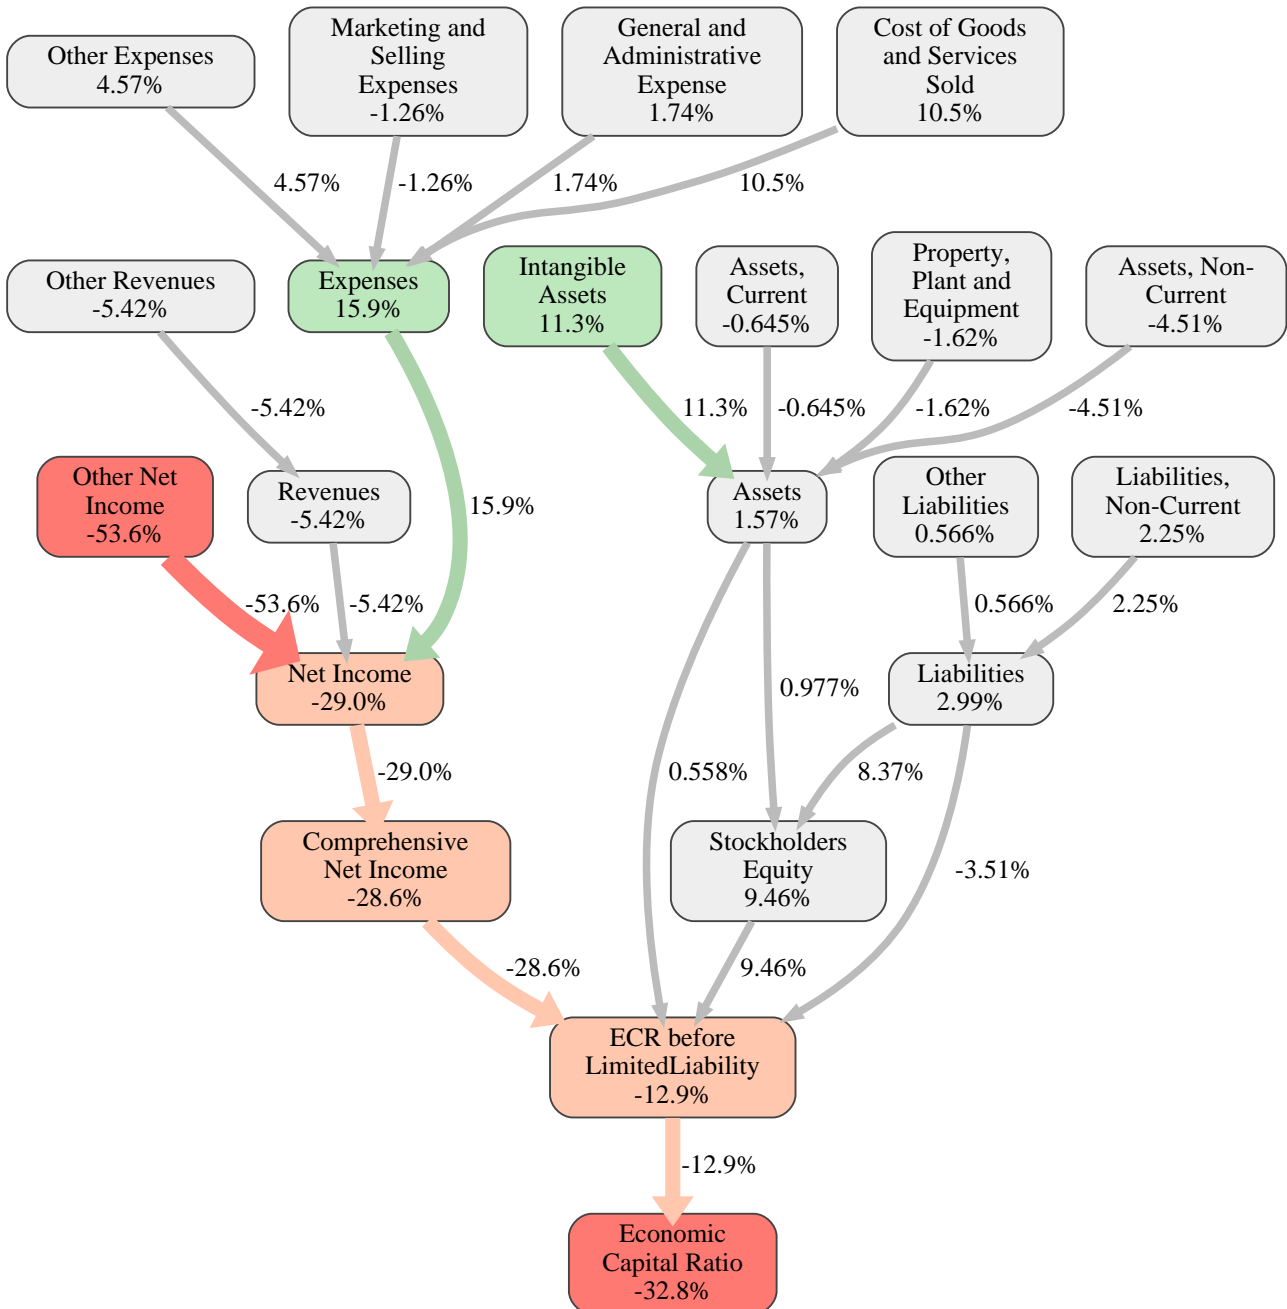 Other Expenses
4.57%
Marketing and
Selling
Expenses
-1.26%
General and
Administrative
Expense
1.74%
Cost of Goods
and Services
Sold
10.5%
4.57%
-1.26%
1.74%
10.5%
Other Revenues
-5.42%
Expenses
15.9%
Intangible
Assets
11.3%
Assets,
Current
-0.645%
Property,
Plant and
Equipment
-1.62%
Assets, Non-
Current
-4.51%
-5.42%
11.3%
-0.645%
-1.62%
-4.51%
Other Net
Income
-53.6%
Revenues
-5.42%
15.9%
Assets
1.57%
Other
Liabilities
0.566%
Liabilities,
Non-Current
2.25%
-53.6%
-5.42%
0.566%
2.25%
Net Income
-29.0%
0.977%
Liabilities
2.99%
-29.0%
0.558%
8.37%
Comprehensive
Net Income
-28.6%
Stockholders
Equity
9.46%
-3.51%
-28.6%
9.46%
ECR before
LimitedLiability
-12.9%
-12.9%
Economic
Capital Ratio
-32.8%